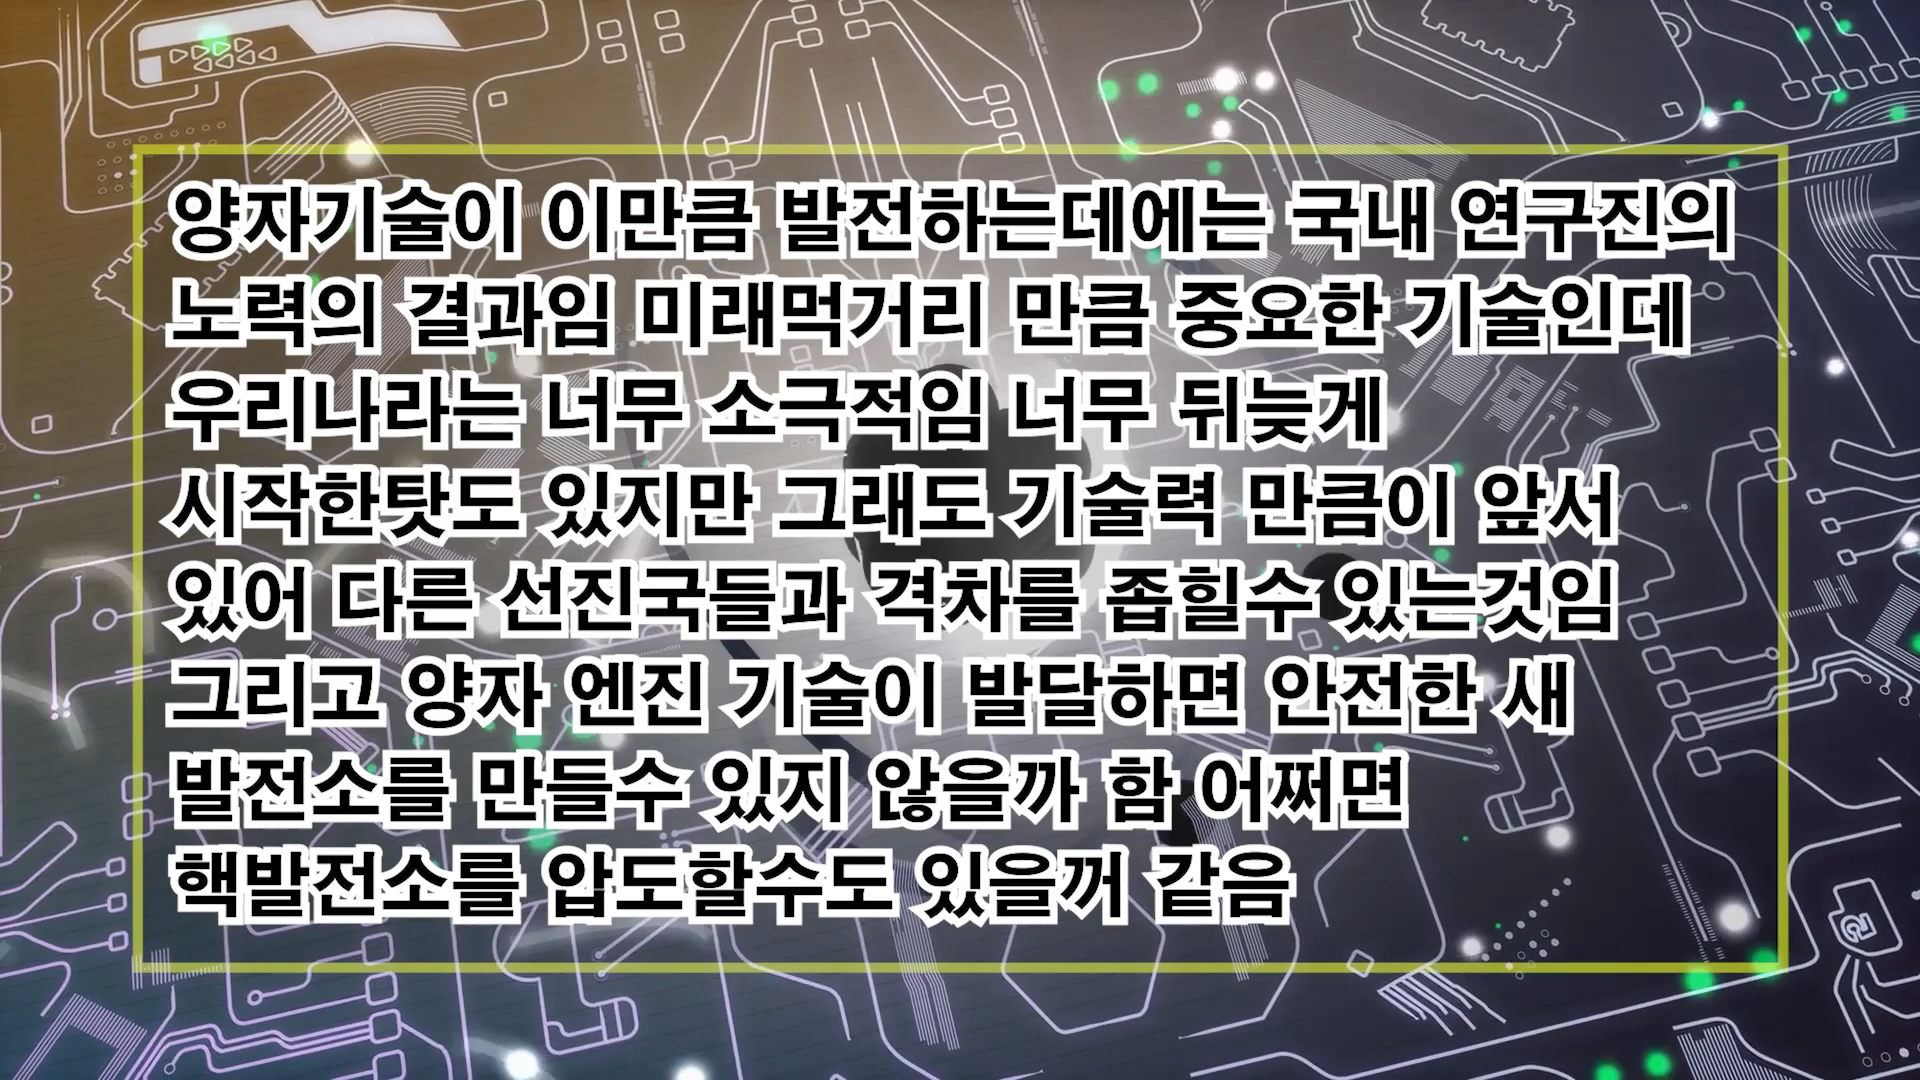 양자기술이 이만큼 발전하는데에는 국내 연구진의
노력의 결과임 미래먹거리 만큼 중요한 기술인데
우리나라는 너무 소극적임 너무 뒤늦게
시작한탓도 있지만 그래도 기술력 만큼이 앞서
있어 다른 선진국들과 격차를 좁힐수 있는것임
그리고 양자 엔진 기술이 발달하면 안전한 새
발전소를 만들수 있지 않을까 함 어쩌면
핵발전소를 압도할수도 있을꺼 같음